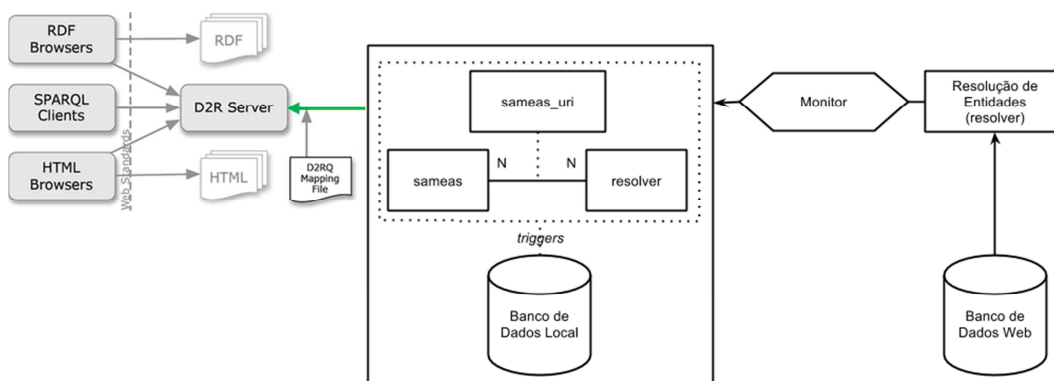 RDF
Browsers
RDF
SPARQL
Clients
D2R Server
HTML
Browsers
HTML
Web Standards
D2RQ
Mapping
File
sameas_uri
N
N
sameas
resolver
triggers
Banco de
Dados Local
Monitor
Resolução de
Entidades
(resolver)
Banco de
Dados Web